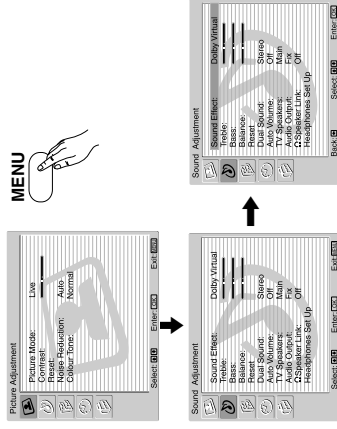 MENU
Picture Adjustment
Picture Mode: Live
Contrast:
Reset:
Noise Reduction: Auto
Colour Tone: Normal
Select: Enter: OK Exit:
Sound Adjustment
Sound Effect: Dolby Virtual
Treble:
Bass:
Balance:
Reset:
Dual Sound: Stereo
Auto Volume: Off
TV Speakers: Main
Audio Output: Fix
Speaker Link: Off
Headphones Set Up
Select: Enter: OK Exit:
Sound Adjustment
Sound Effect: Dolby Virtual
Treble:
Bass:
Balance:
Reset:
Dual Sound: Stereo
Auto Volume: Off
TV Speakers: Main
Audio Output: Fix
Speaker Link: Off
Headphones Set Up
Back Select: Enter: OK